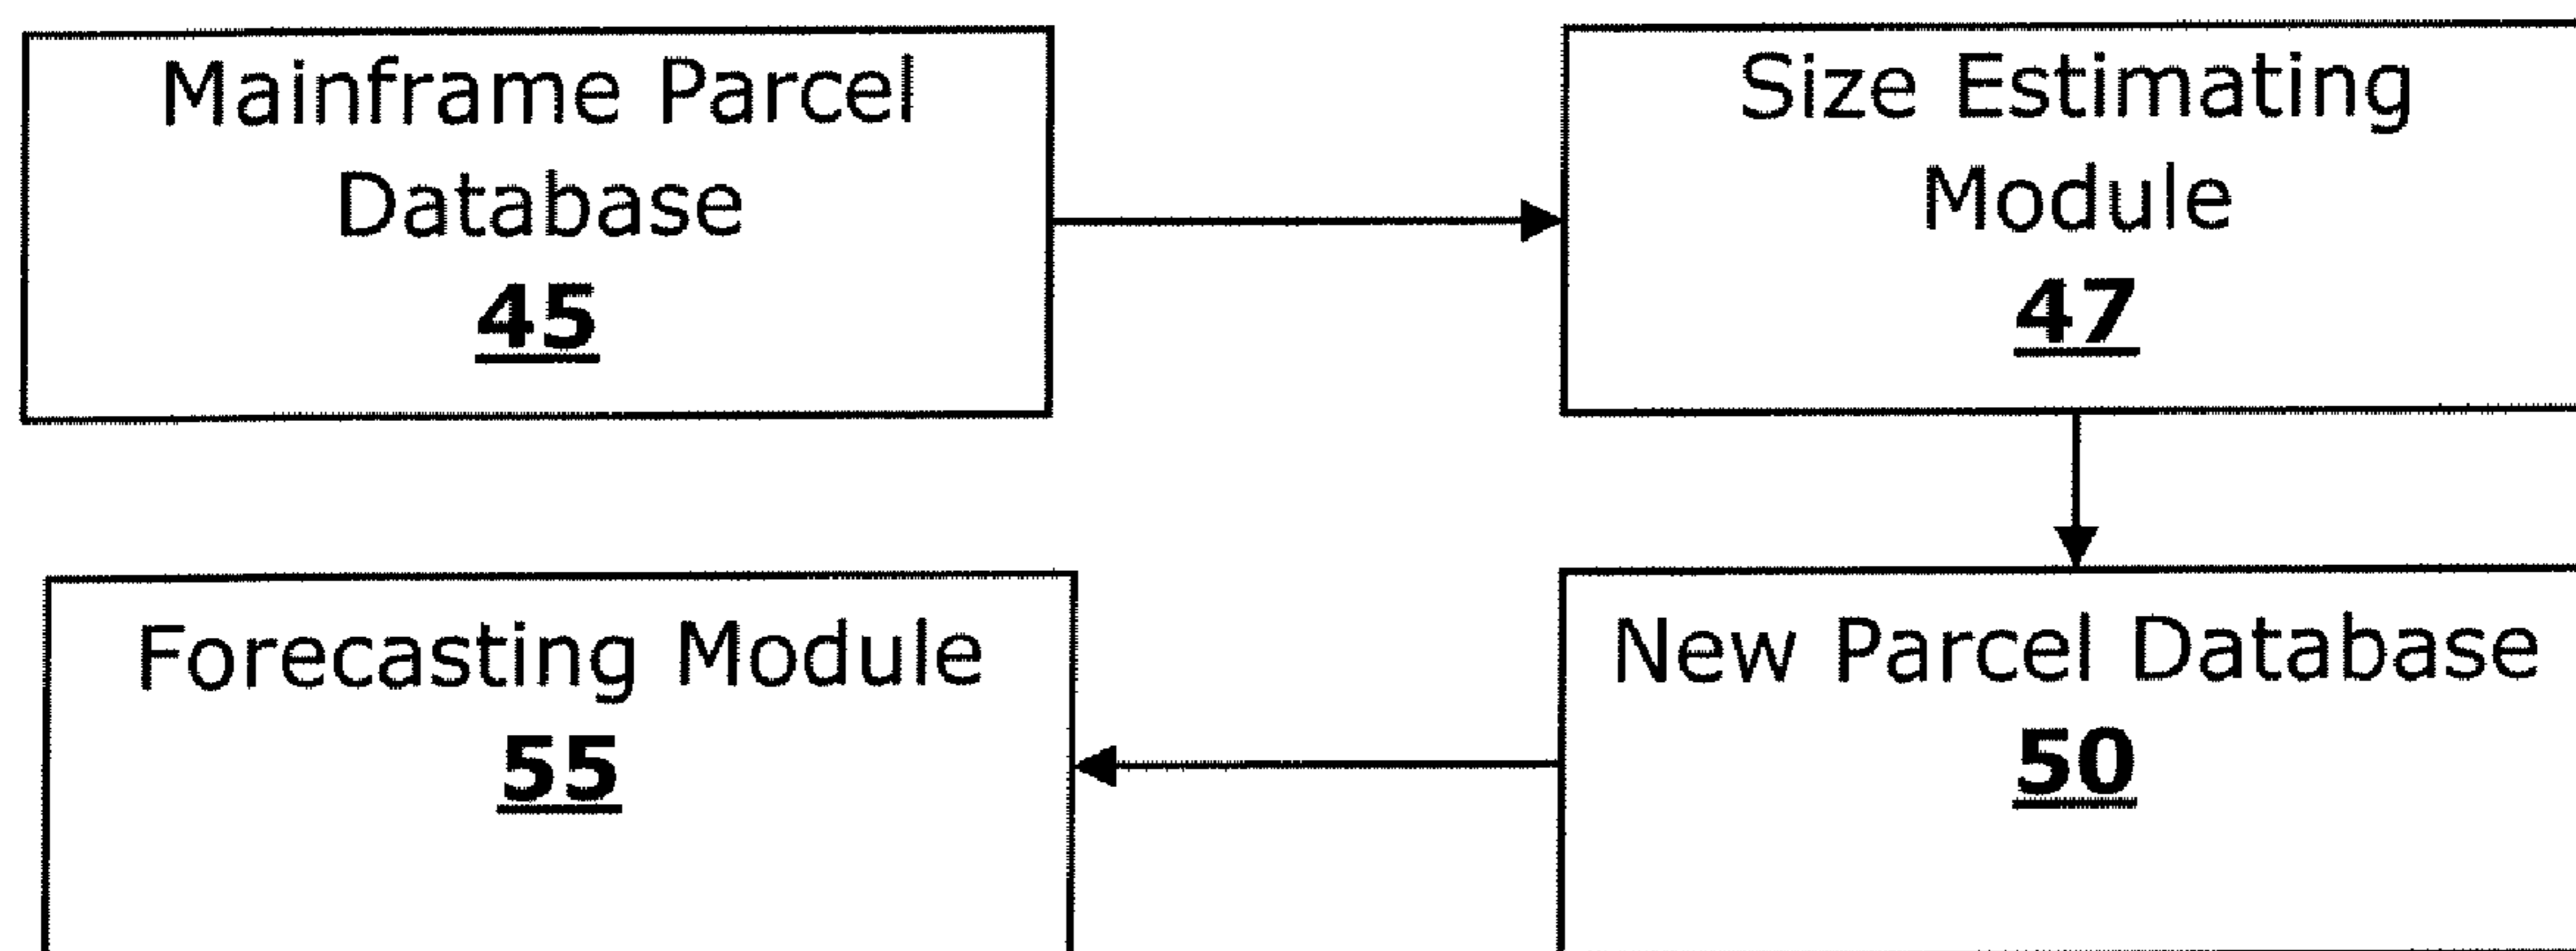 Mainframe Parcel
Database
45
Size Estimating
Module
47
Forecasting Module
55
New Parcel Database
50